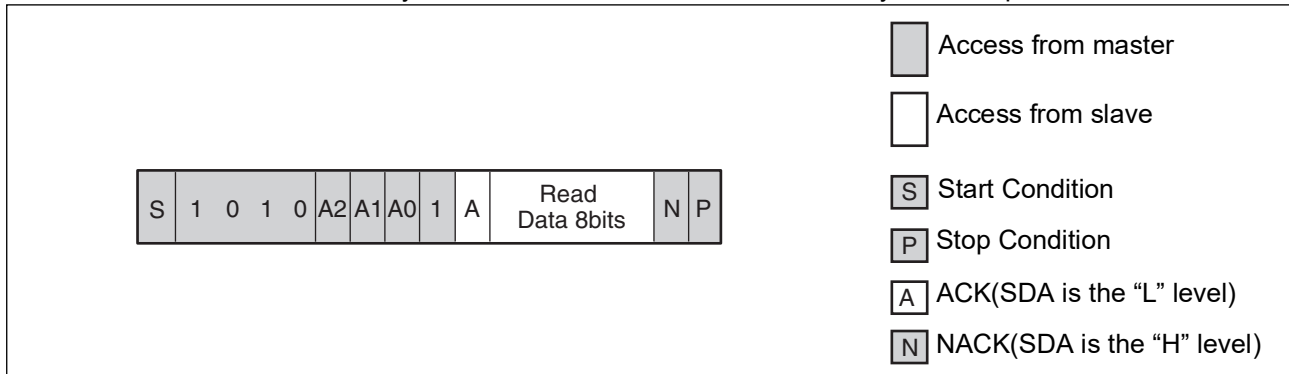 Access from master
Access from slave
S 1 0 1 0 A2 A1 A0 1 A Read Data 8bits N P
S Start Condition
P Stop Condition
A ACK(SDA is the “L” level)
N NACK(SDA is the “H” level)